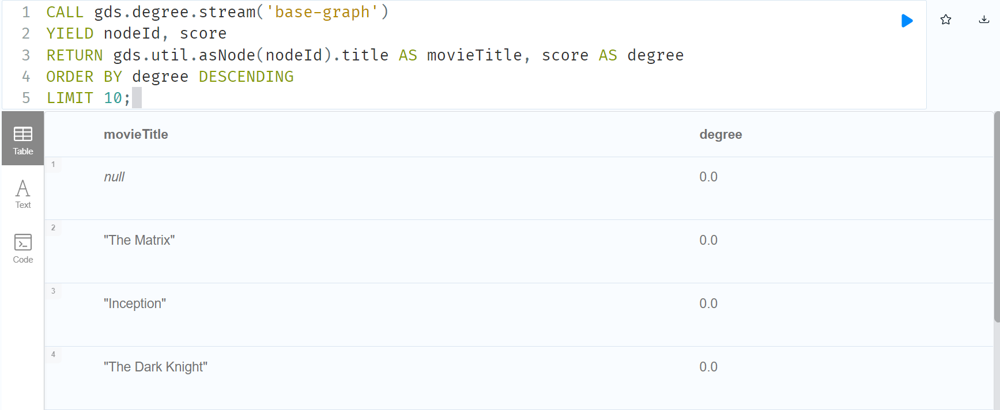 1 CALL gds.degree.stream('base-graph')
2 YIELD nodeId, score
3 RETURN gds.util.asNode(nodeId).title AS movieTitle, score AS degree
4 ORDER BY degree DESCENDING
5 LIMIT 10;
Table
Text
Code
movieTitle degree
1 null 0.0
2 "The Matrix" 0.0
3 "Inception" 0.0
4 "The Dark Knight" 0.0